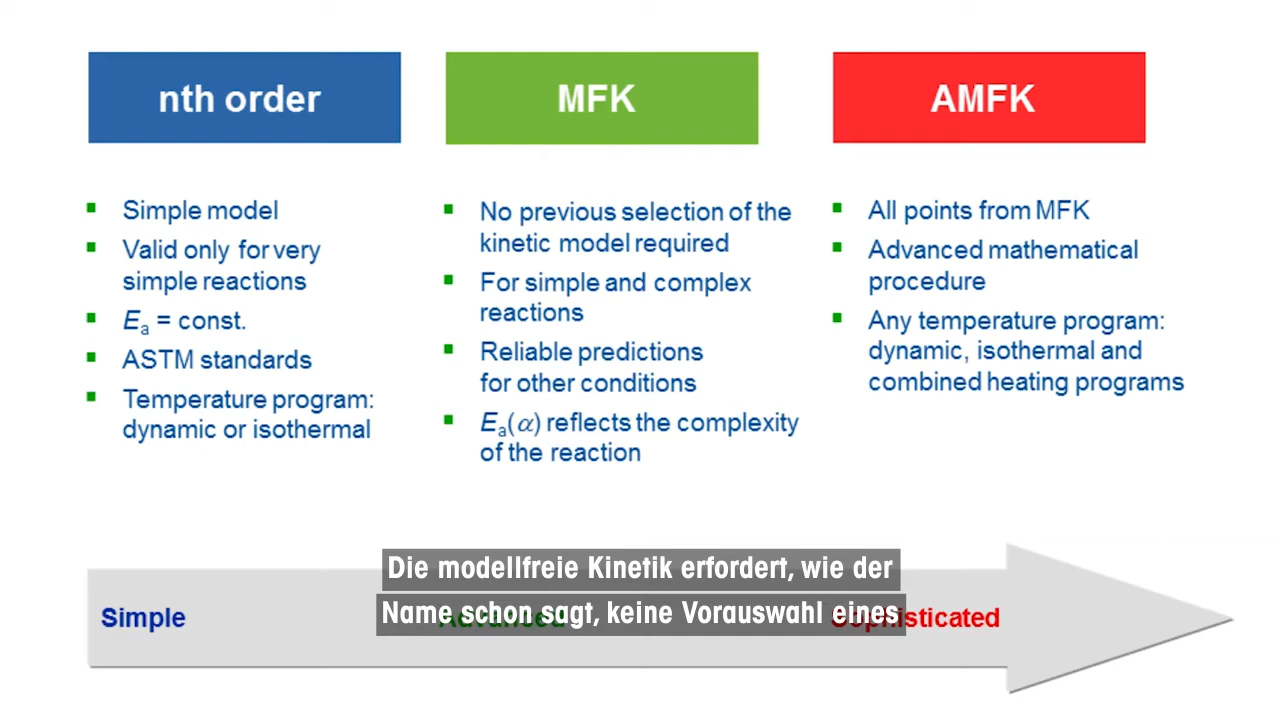 nth order
Simple model
Valid only for very
simple reactions
Ea = const.
ASTM standards
Temperature program:
dynamic or isothermal
MFK
No previous selection of the
kinetic model required
For simple and complex
reactions
Reliable predictions
for other conditions
Ea(α) reflects the complexity
of the reaction
AMFK
All points from MFK
Advanced mathematical
procedure
Any temperature program:
dynamic, isothermal and
combined heating programs
Simple
Advanced
Sophisticated
Die modellfreie Kinetik erfordert, wie der
Name schon sagt, keine Vorauswahl eines